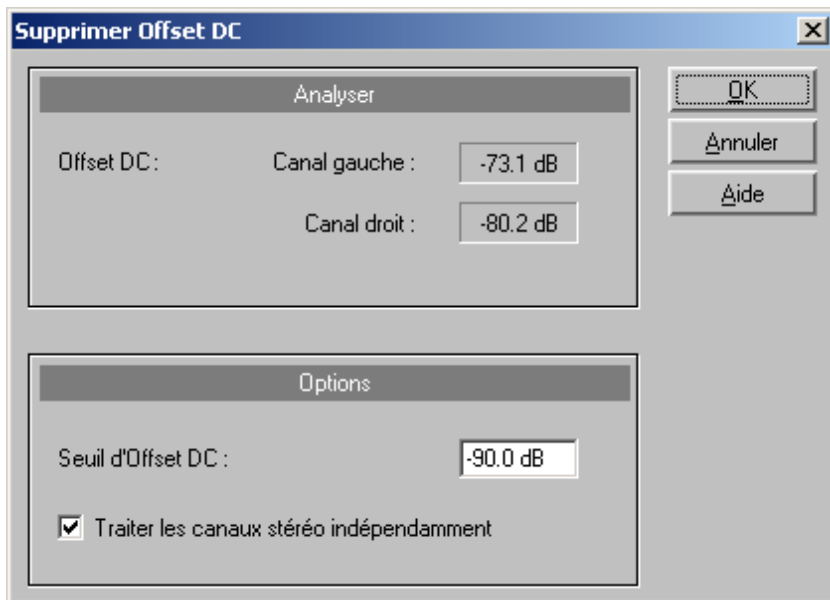 Supprimer Offset DC
Analyser
Offset DC : Canal gauche : -73.1 dB
Canal droit : -80.2 dB
OK
Annuler
Aide
Options
Seuil d'Offset DC : -90.0 dB
Traiter les canaux stéréo indépendamment